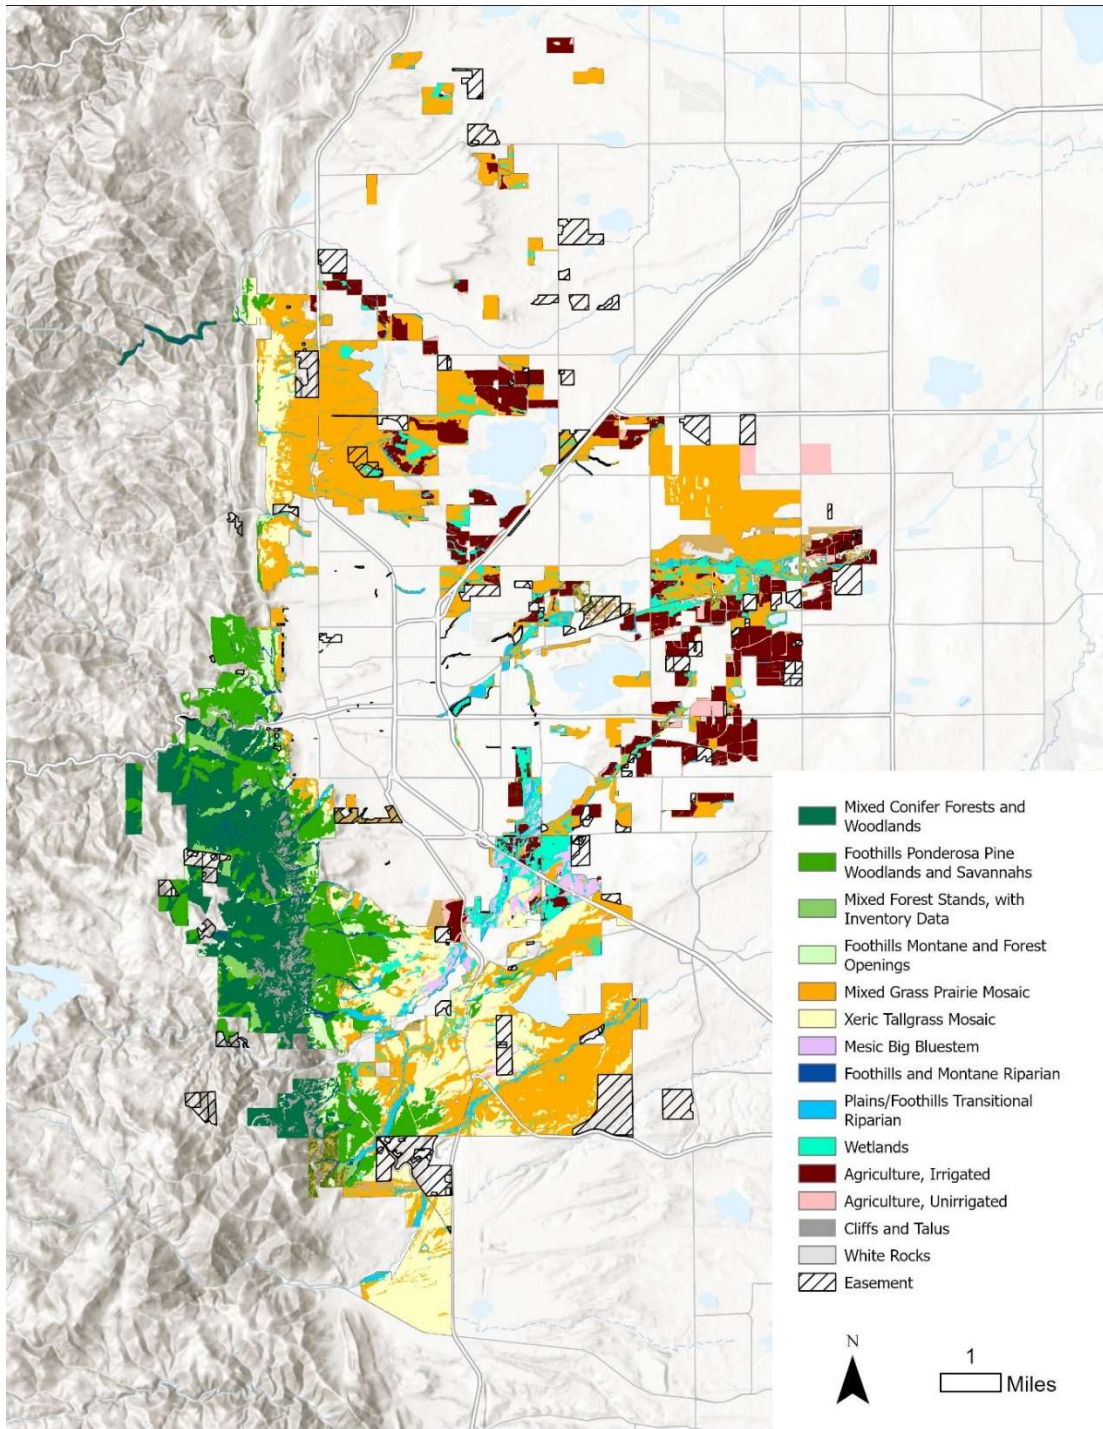 Mixed Conifer Forests and
Woodlands
Foothills Ponderosa Pine
Woodlands and Savannahs
Mixed Forest Stands, with
Inventory Data
Foothills Montane and Forest
Openings
Mixed Grass Prairie Mosaic
Xeric Tallgrass Mosaic
Mesic Big Bluestem
Foothills and Montane Riparian
Plains/Foothills Transitional
Riparian
Wetlands
Agriculture, Irrigated
Agriculture, Unirrigated
Cliffs and Talus
White Rocks
Easement
N
1
Miles